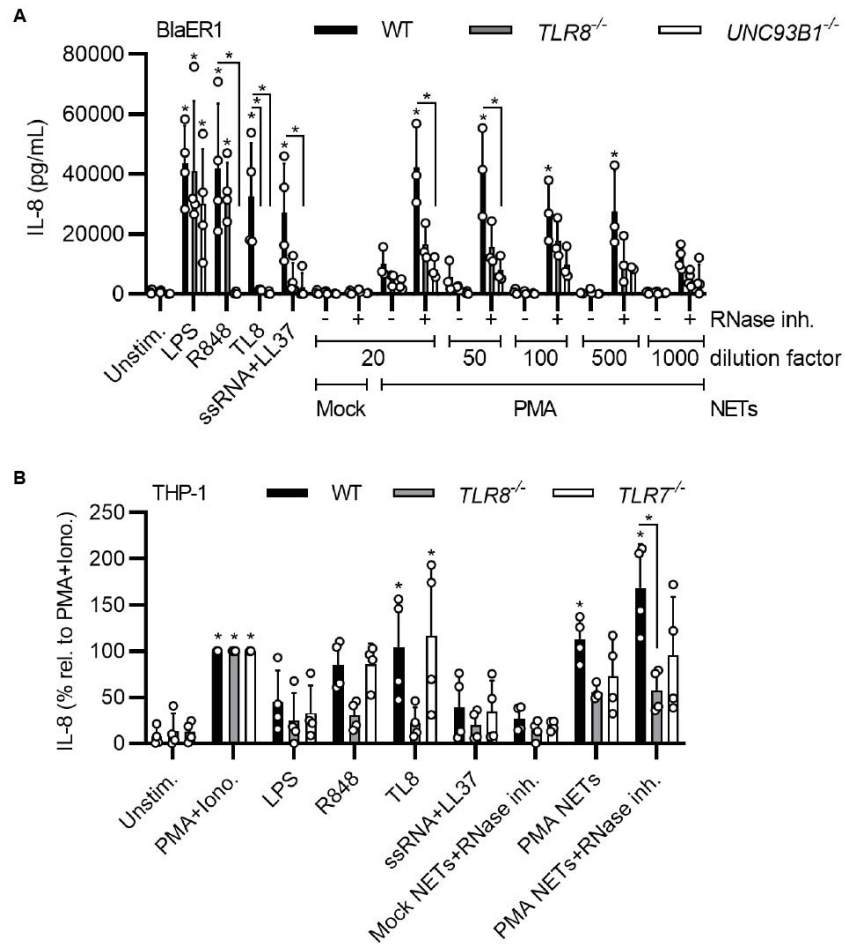 A
BlaER1 WT TLR8-/- UNC93B1-/-
IL-8 (pg/mL)
80000
60000
40000
20000
0
* * * * * * * * * * * * * * * * * *
Unstim. LPS R848 TL8 ssRNA+LL37
- + - + - + - + - + - + RNase inh.
20 50 100 500 1000 dilution factor
Mock PMA NETs
B
THP-1 WT TLR8-/- TLR7-/-
IL-8 (% rel. to PMA+Iono.)
250
200
150
100
50
0
* * * * * * * *
Unstim. PMA+Iono. LPS R848 TL8 ssRNA+LL37 Mock NETs+RNase inh. PMA NETs PMA NETs+RNase inh.